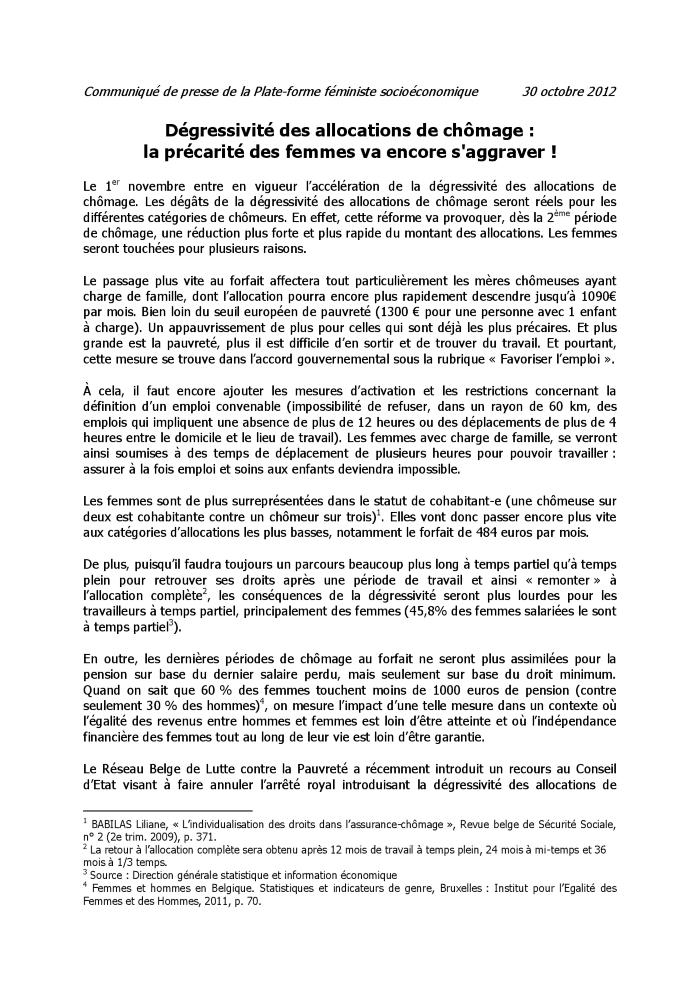 Communiqué de presse de la Plate-forme féministe socioéconomique 30 octobre 2012
Dégressivité des allocations de chômage :
la précarité des femmes va encore s'aggraver !
Le 1er novembre entre en vigueur l’accélération de la dégressivité des allocations de
chômage. Les dégâts de la dégressivité des allocations de chômage seront réels pour les
différentes catégories de chômeurs. En effet, cette réforme va provoquer, dès la 2ème période
de chômage, une réduction plus forte et plus rapide du montant des allocations. Les femmes
seront touchées pour plusieurs raisons.
Le passage plus vite au forfait affectera tout particulièrement les mères chômeuses ayant
charge de famille, dont l’allocation pourra encore plus rapidement descendre jusqu’à 1090€
par mois. Bien loin du seuil européen de pauvreté (1300 € pour une personne avec 1 enfant
à charge). Un appauvrissement de plus pour celles qui sont déjà les plus précaires. Et plus
grande est la pauvreté, plus il est difficile d’en sortir et de trouver du travail. Et pourtant,
cette mesure se trouve dans l’accord gouvernemental sous la rubrique « Favoriser l’emploi ».
À cela, il faut encore ajouter les mesures d’activation et les restrictions concernant la
définition d’un emploi convenable (impossibilité de refuser, dans un rayon de 60 km, des
emplois qui impliquent une absence de plus de 12 heures ou des déplacements de plus de 4
heures entre le domicile et le lieu de travail). Les femmes avec charge de famille, se verront
ainsi soumises à des temps de déplacement de plusieurs heures pour pouvoir travailler :
assurer à la fois emploi et soins aux enfants deviendra impossible.
Les femmes sont de plus surreprésentées dans le statut de cohabitant-e (une chômeuse sur
deux est cohabitante contre un chômeur sur trois)1. Elles vont donc passer encore plus vite
aux catégories d’allocations les plus basses, notamment le forfait de 484 euros par mois.
De plus, puisqu’il faudra toujours un parcours beaucoup plus long à temps partiel qu’à temps
plein pour retrouver ses droits après une période de travail et ainsi « remonter » à
l’allocation complète2, les conséquences de la dégressivité seront plus lourdes pour les
travailleurs à temps partiel, principalement des femmes (45,8% des femmes salariées le sont
à temps partiel3).
En outre, les dernières périodes de chômage au forfait ne seront plus assimilées pour la
pension sur base du dernier salaire perdu, mais seulement sur base du droit minimum.
Quand on sait que 60 % des femmes touchent moins de 1000 euros de pension (contre
seulement 30 % des hommes)4, on mesure l’impact d’une telle mesure dans un contexte où
l’égalité des revenus entre hommes et femmes est loin d’être atteinte et où l’indépendance
financière des femmes tout au long de leur vie est loin d’être garantie.
Le Réseau Belge de Lutte contre la Pauvreté a récemment introduit un recours au Conseil
d’Etat visant à faire annuler l’arrêté royal introduisant la dégressivité des allocations de
1 BABILAS Liliane, « L’individualisation des droits dans l’assurance-chômage », Revue belge de Sécurité Sociale,
n° 2 (2e trim. 2009), p. 371.
2 La retour à l’allocation complète sera obtenu après 12 mois de travail à temps plein, 24 mois à mi-temps et 36
mois à 1/3 temps.
3 Source : Direction générale statistique et information économique
4 Femmes et hommes en Belgique. Statistiques et indicateurs de genre, Bruxelles : Institut pour l’Egalité des
Femmes et des Hommes, 2011, p. 70.